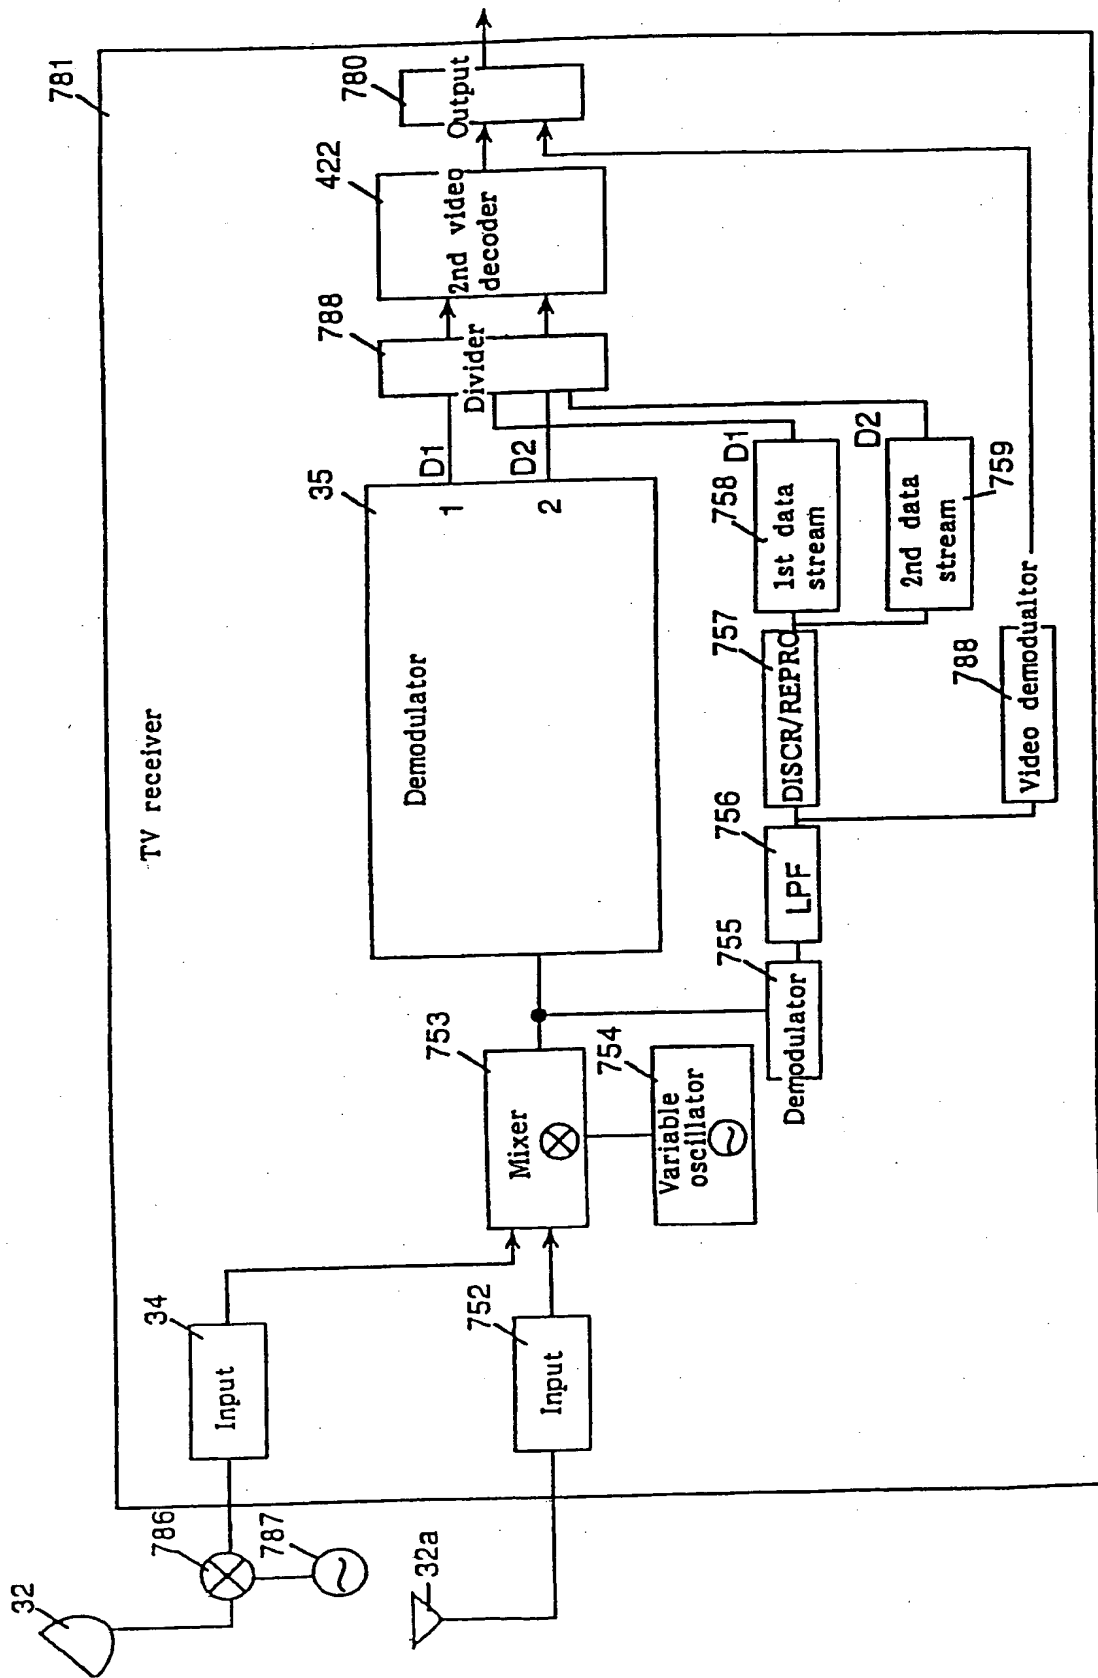 781
TV receiver
32
786
787
32a
34
Input
752
Input
753
Mixer
754
Variable
oscillator
35
Demodulator
1
2
D1
D2
788
Divider
422
2nd video
decoder
780
Output
755
Demodulator
756
LPF
757
DISCR/REPRO
758
1st data
stream
D1
759
2nd data
stream
D2
788
Video demodualtor